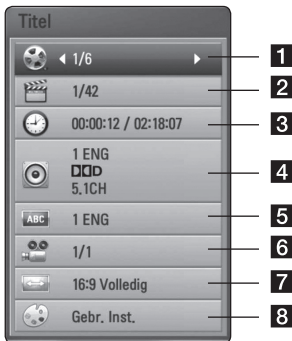 Titel
1/6 1
1/42 2
00:00:12 / 02:18:07 3
1 ENG
DD D
5.1CH 4
ABC 1 ENG 5
1/1 6
16:9 Volledig 7
Gebr. Inst. 8